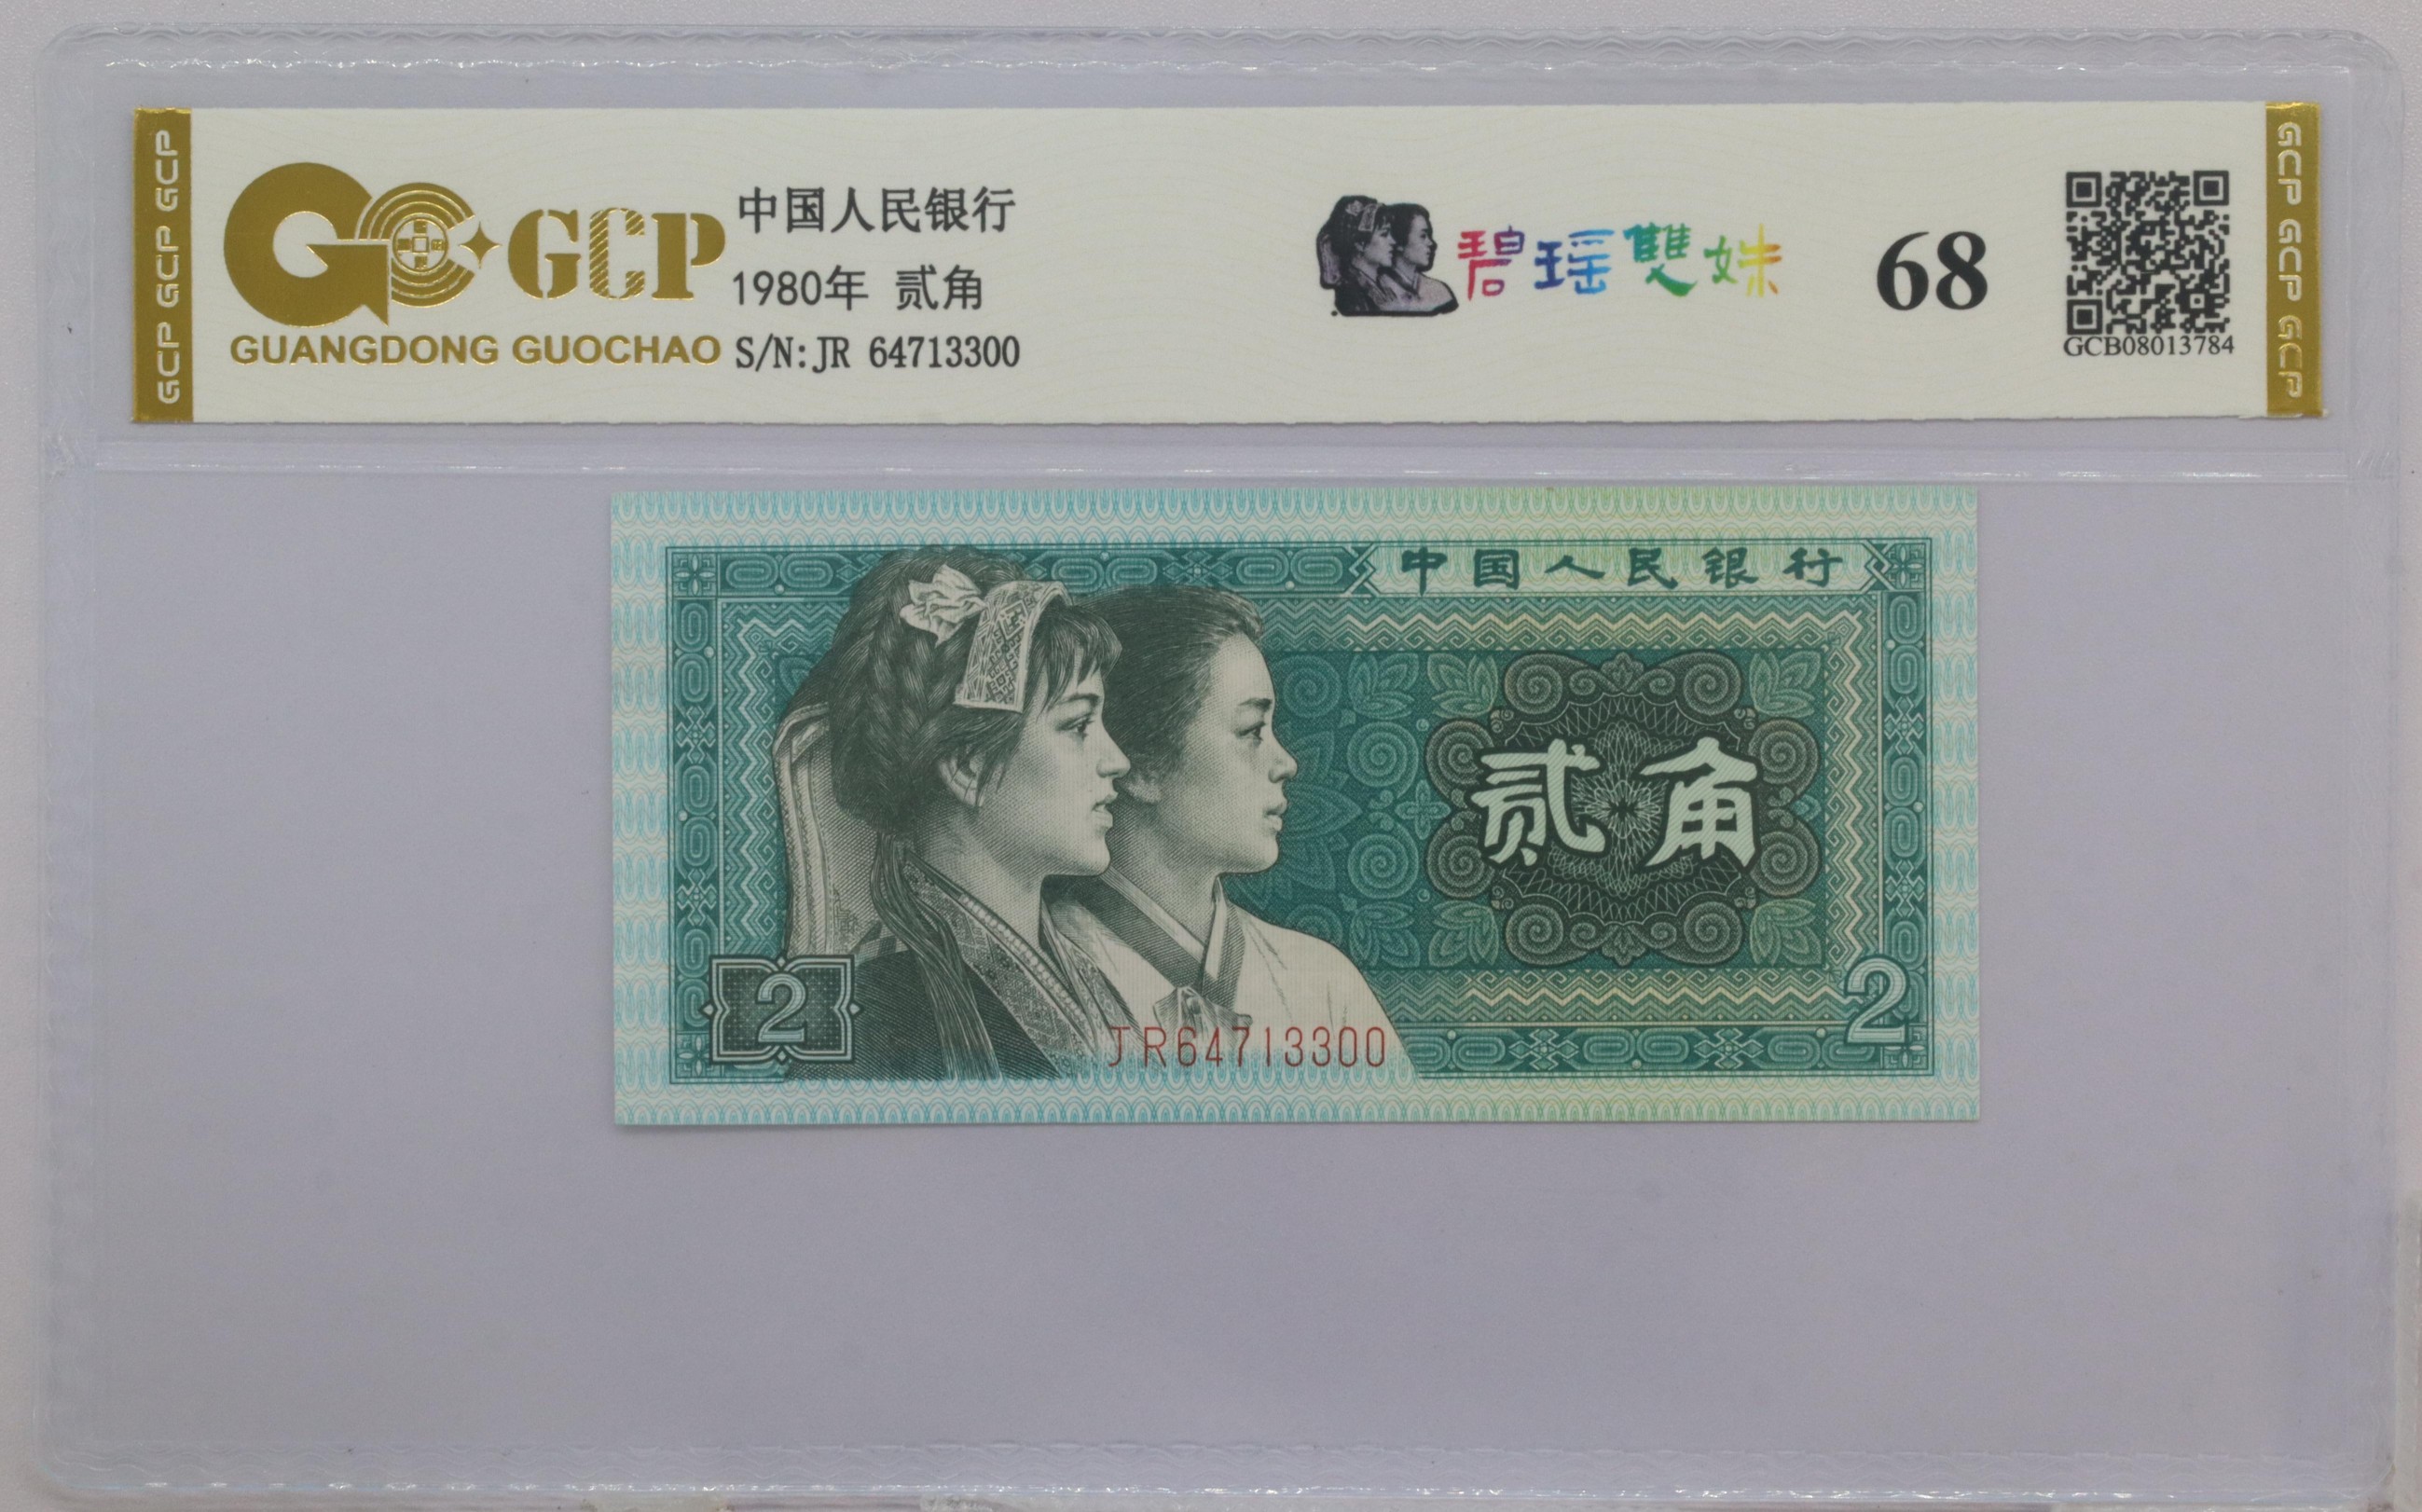 GCP GCP GCP
GCP
GUANGDONG GUOCHAO
中国人民银行
1980年 贰角
S/N:JR 64713300
碧瑶雙姝
68
GCB08013784
GCP GCP GCP
中国人民银行
贰角
2
JR64713300
2